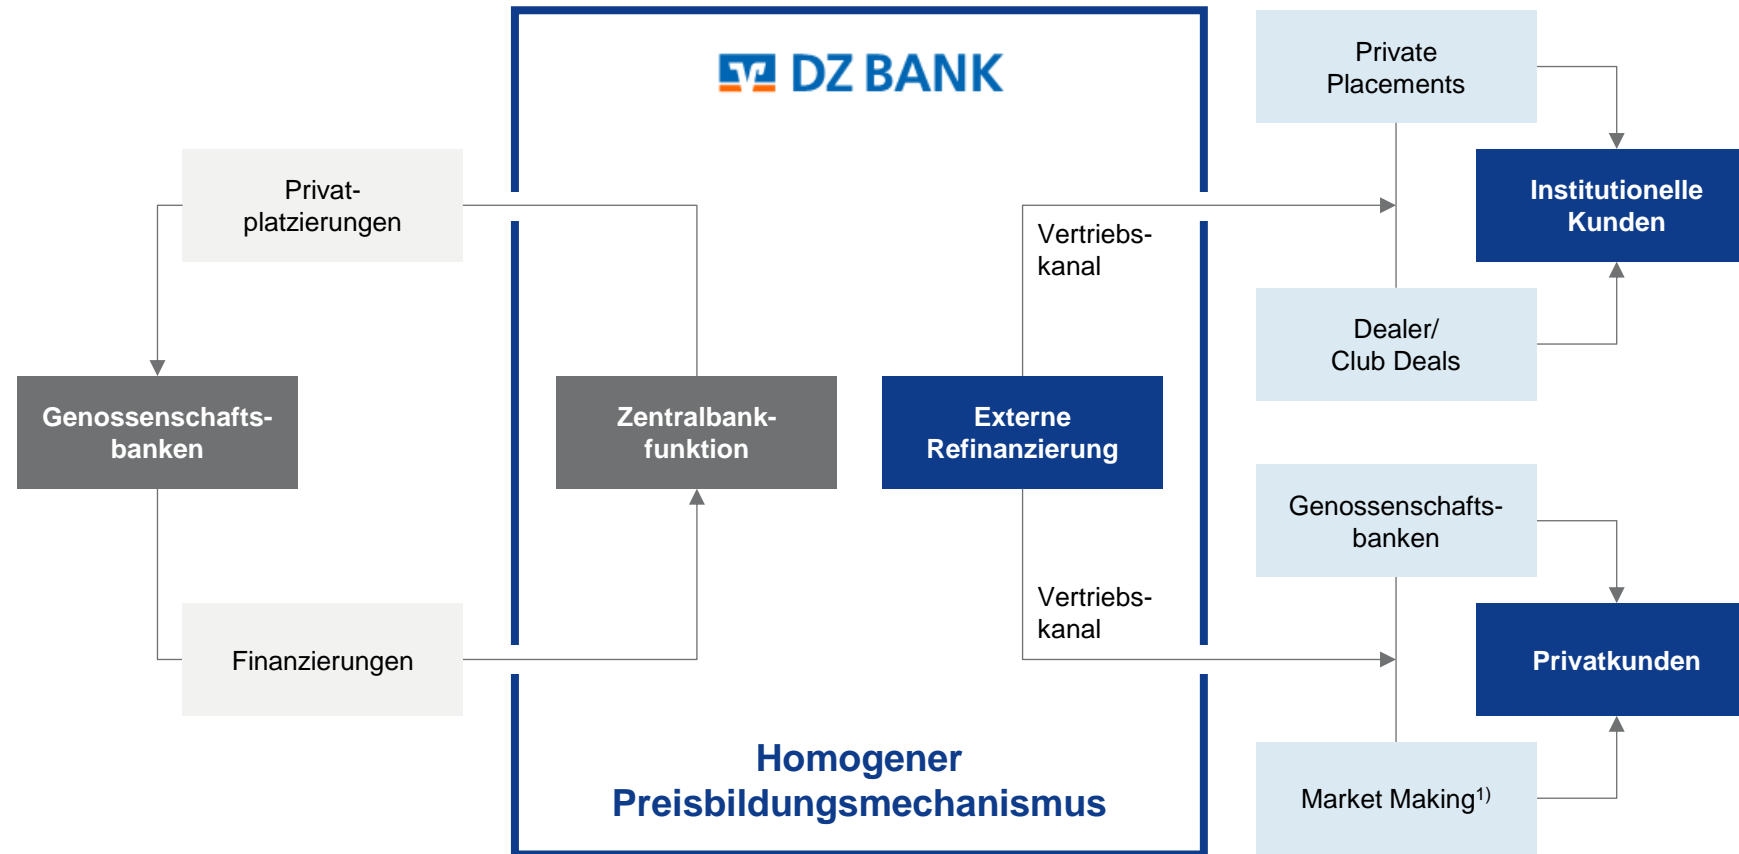 DZ BANK
Private
Placements
Privat-
platzierungen
Institutionelle
Kunden
Vertriebs-
kanal
Dealer/
Club Deals
Genossenschafts-
banken
Zentralbank-
funktion
Externe
Refinanzierung
Genossenschafts-
banken
Vertriebs-
kanal
Finanzierungen
Privatkunden
Homogener
Preisbildungsmechanismus
Market Making¹⁾